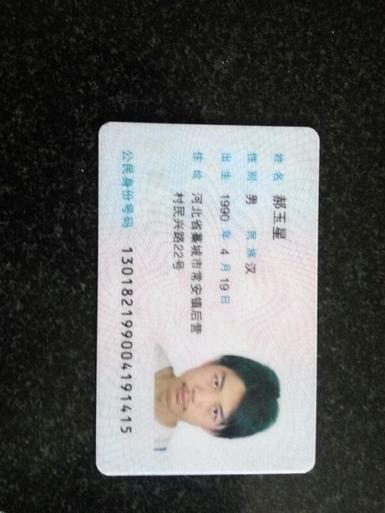 姓名 郝玉星
性别 男 民族 汉
出生 1990 年 4 月 19 日
住址 河北省藁城市常安镇后营
村民兴路22号
公民身份号码 130182199004191415